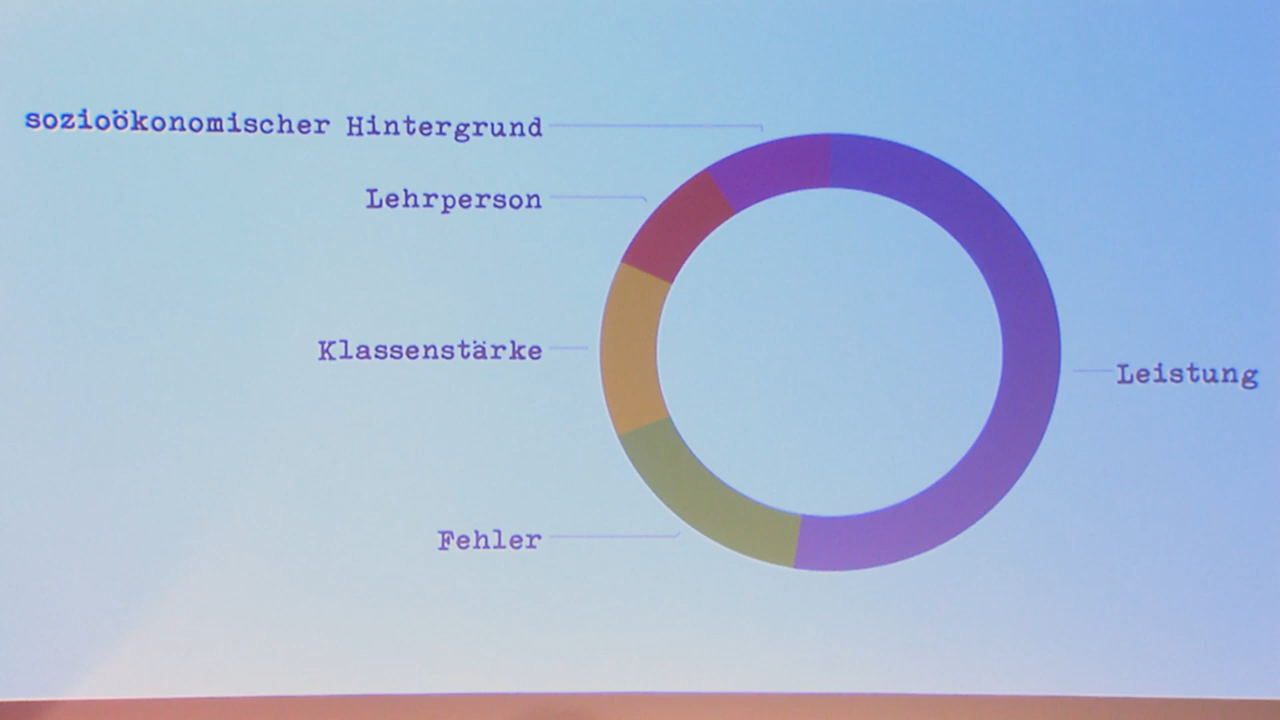 sozioökonomischer Hintergrund
Lehrperson
Klassenstärke
Leistung
Fehler